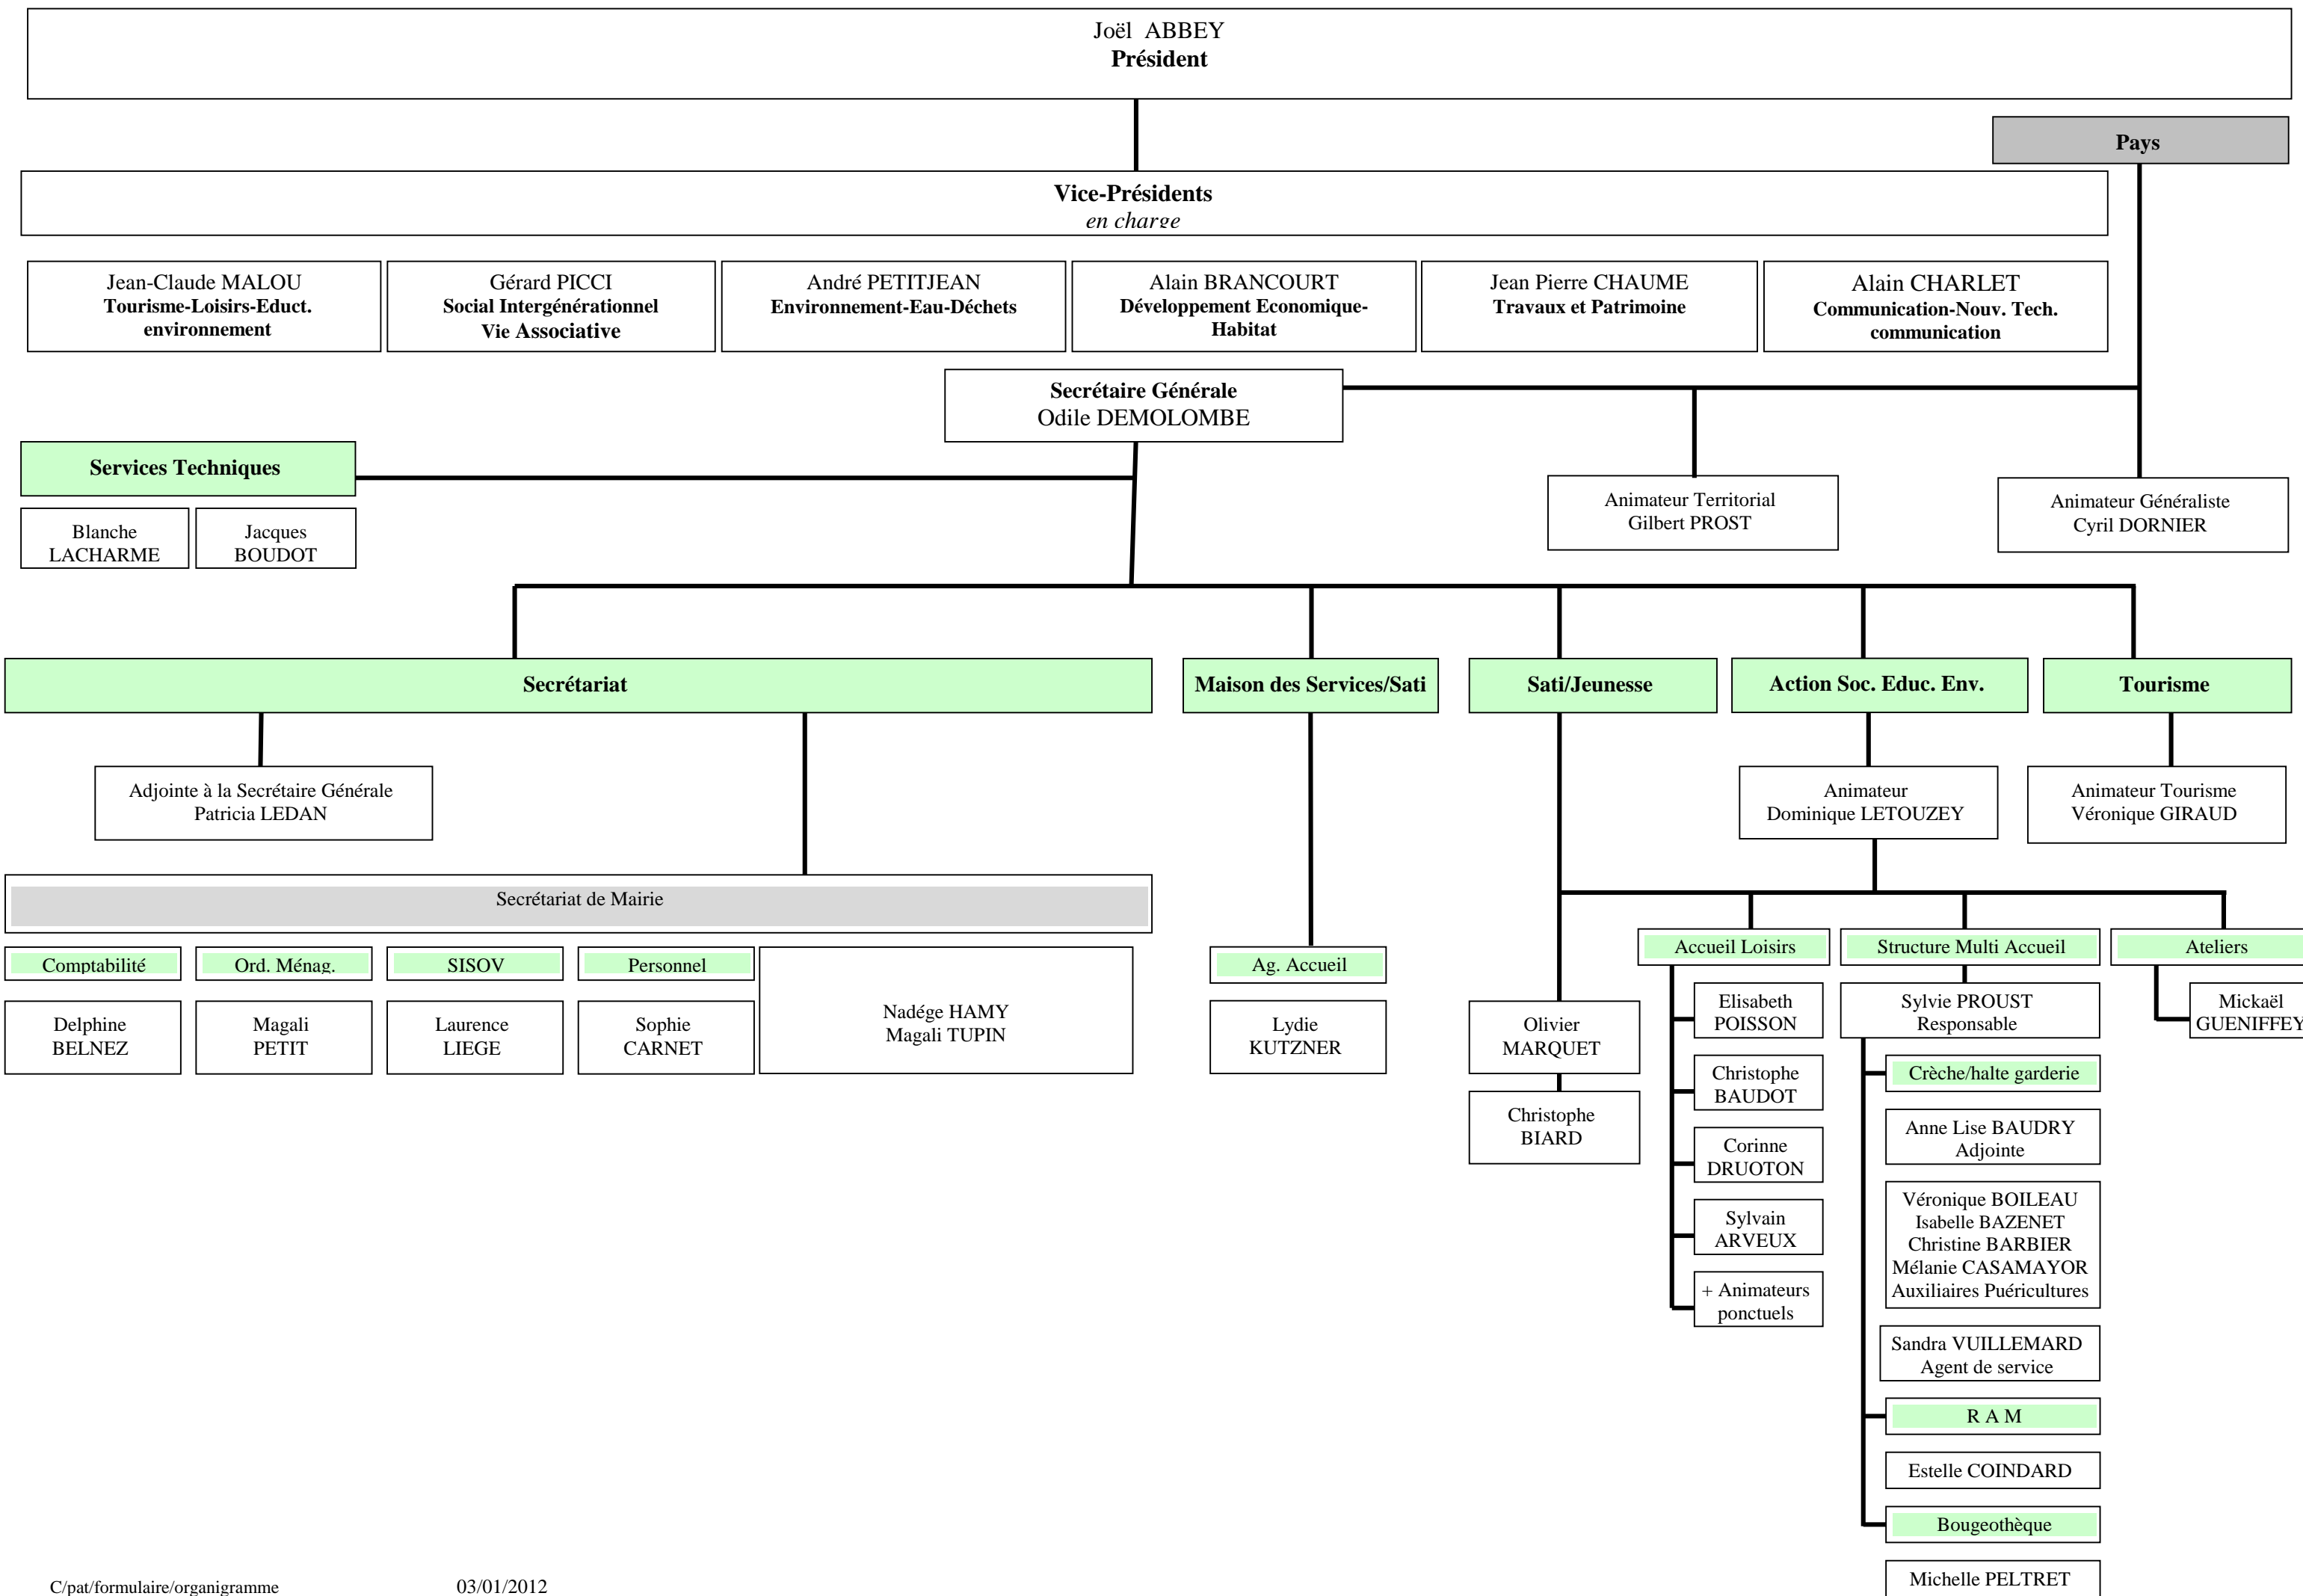 Joël ABBEY
Président
Pays
Vice-Présidents
en charge
Jean-Claude MALOU
Tourisme-Loisirs-Educt.
environnement
Gérard PICCI
Social Intergénérationnel
Vie Associative
André PETITJEAN
Environnement-Eau-Déchets
Alain BRANCOURT
Développement Economique-
Habitat
Jean Pierre CHAUME
Travaux et Patrimoine
Alain CHARLET
Communication-Nouv. Tech.
communication
Secrétaire Générale
Odile DEMOLOMBE
Services Techniques
Blanche
LACHARME
Jacques
BOUDOT
Animateur Territorial
Gilbert PROST
Animateur Généraliste
Cyril DORNIER
Secrétariat
Maison des Services/Sati
Sati/Jeunesse
Action Soc. Educ. Env.
Tourisme
Adjointe à la Secrétaire Générale
Patricia LEDAN
Animateur
Dominique LETOUZEY
Animateur Tourisme
Véronique GIRAUD
Secrétariat de Mairie
Comptabilité
Ord. Ménag.
SISOV
Personnel
Delphine
BELNEZ
Magali
PETIT
Laurence
LIEGE
Sophie
CARNET
Nadége HAMY
Magali TUPIN
Ag. Accueil
Lydie
KUTZNER
Olivier
MARQUET
Christophe
BIARD
Accueil Loisirs
Elisabeth
POISSON
Christophe
BAUDOT
Corinne
DRUOTON
Sylvain
ARVEUX
+ Animateurs
ponctuels
Structure Multi Accueil
Sylvie PROUST
Responsable
Crèche/halte garderie
Anne Lise BAUDRY
Adjointe
Véronique BOILEAU
Isabelle BAZENET
Christine BARBIER
Mélanie CASAMAYOR
Auxiliaires Puéricultures
Sandra VUILLEMARD
Agent de service
R A M
Estelle COINDARD
Bougeothèque
Michelle PELTRET
Ateliers
Mickaël
GUENIFFEY
C/pat/formulaire/organigramme 03/01/2012